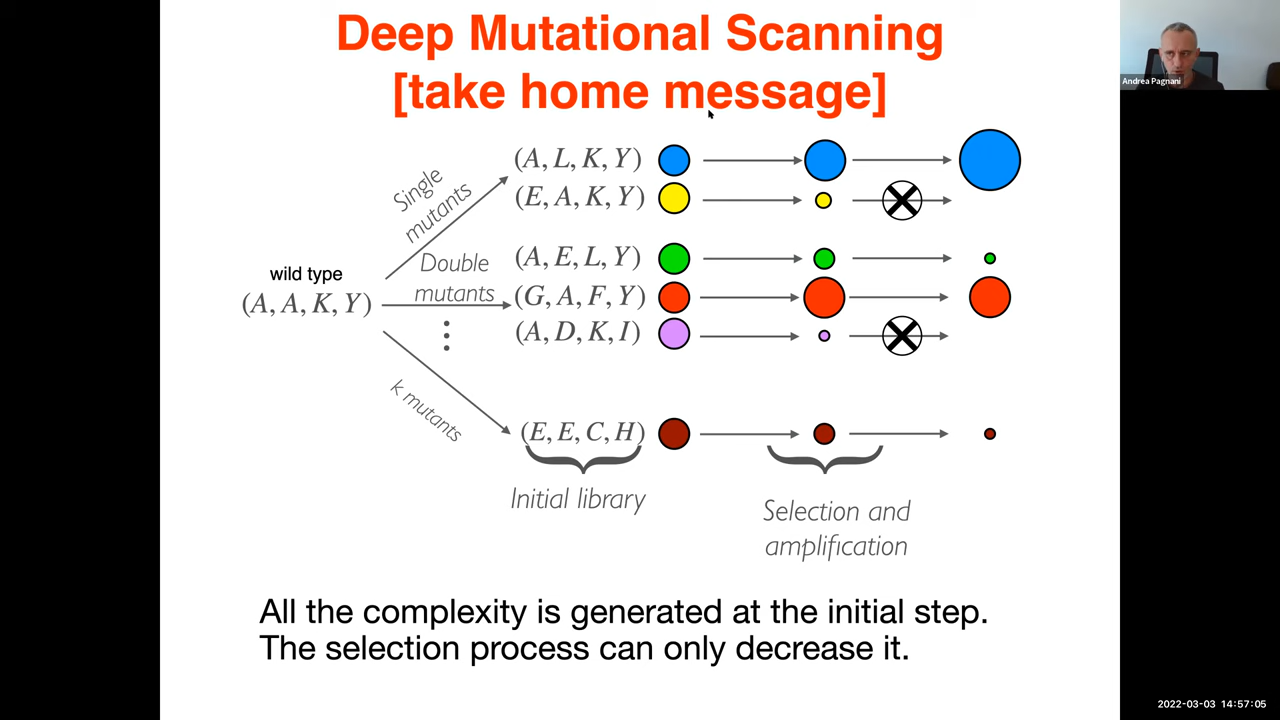 Deep Mutational Scanning
[take home message]
Andrea Pagnani
Single
mutants
(A, L, K, Y)
(E, A, K, Y)
Double
mutants
(A, E, L, Y)
(G, A, F, Y)
(A, D, K, I)
wild type
(A, A, K, Y)
k mutants
(E, E, C, H)
Initial library
Selection and
amplification
All the complexity is generated at the initial step.
The selection process can only decrease it.
2022-03-03 14:57:05